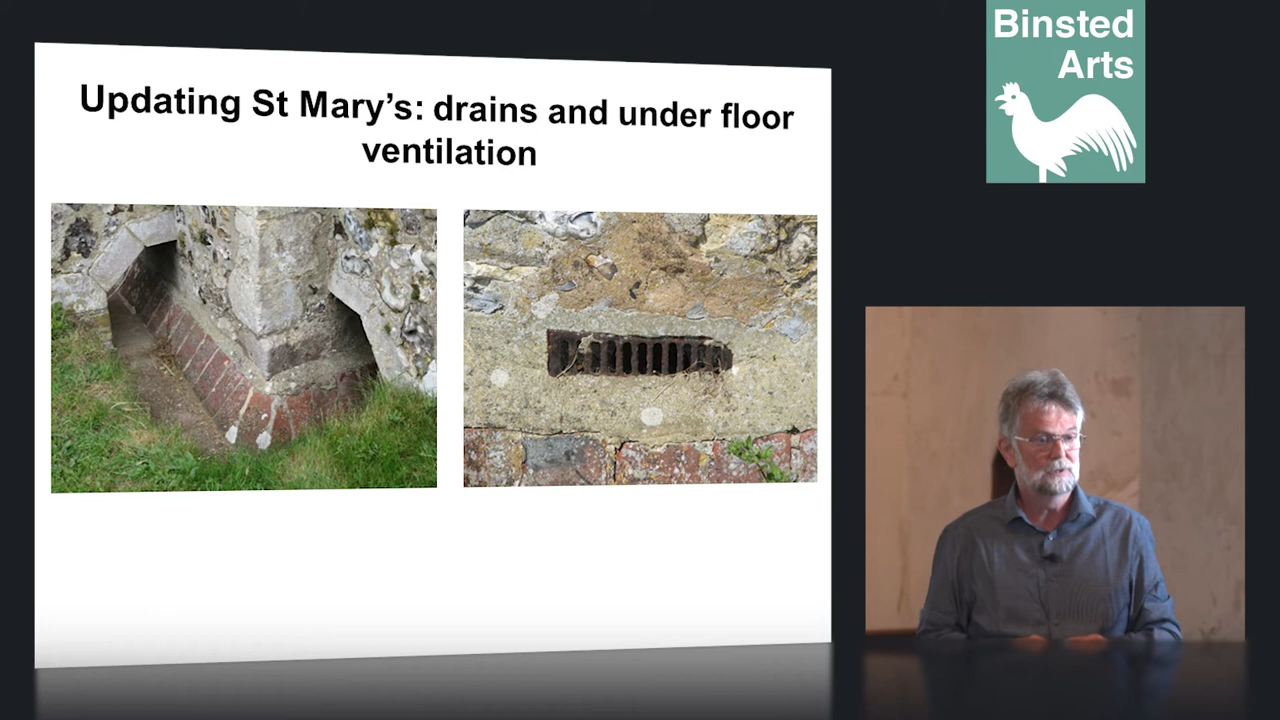 Updating St Mary's: drains and under floor
ventilation
Binsted
Arts